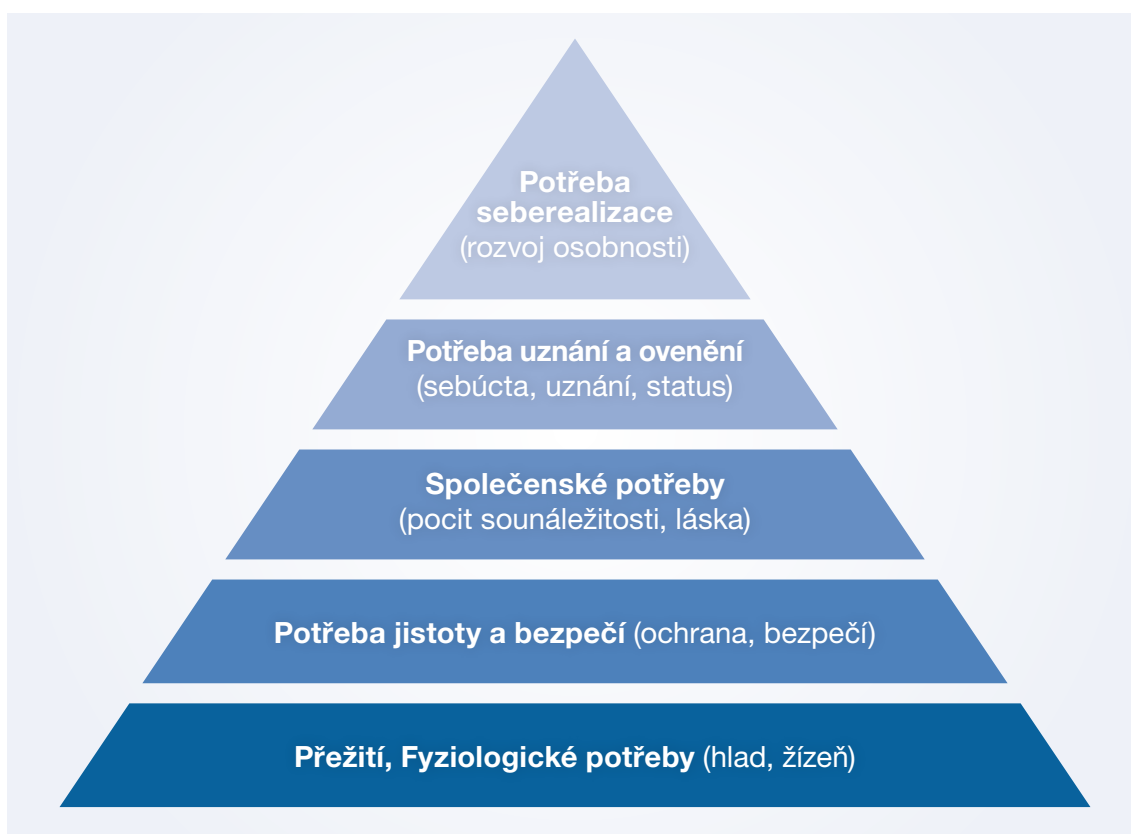 Potřeba
seberealizace
(rozvoj osobnosti)
Potřeba uznání a ovenění
(sebúcta, uznání, status)
Společenské potřeby
(pocit sounáležitosti, láska)
Potřeba jistoty a bezpečí (ochrana, bezpečí)
Přežití, Fyziologické potřeby (hlad, žízeň)